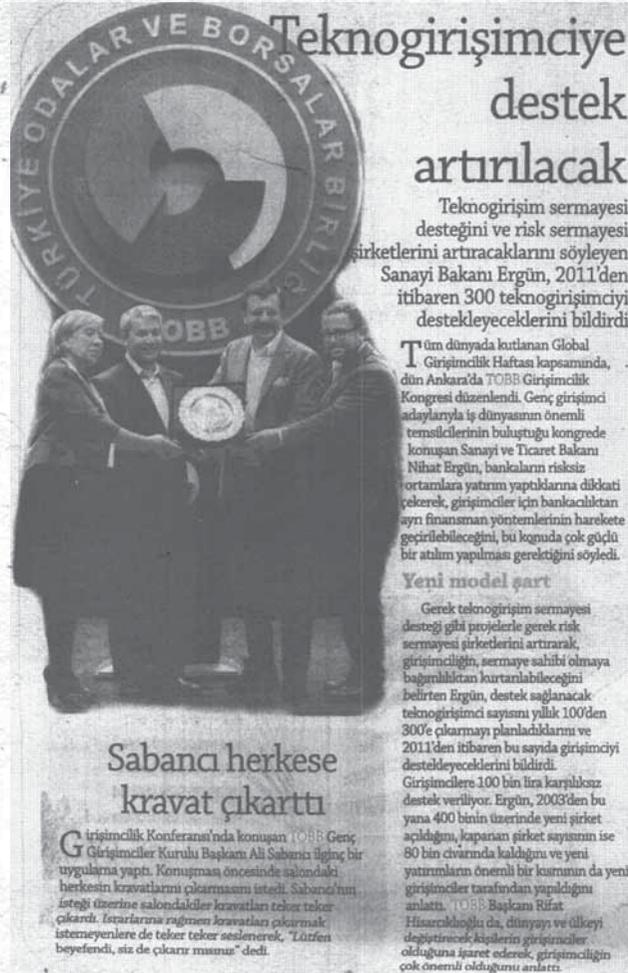 TÜRKİYE ODALAR VE BORSALAR BİRLİĞİ
TOBB
Teknogirişimciye
destek
artırılacak
Teknogirişim sermayesi
desteğini ve risk sermayesi
şirketlerini artıracaklarını söyleyen
Sanayi Bakanı Ergün, 2011'den
itibaren 300 teknogirişimciyi
destekleyeceklerini bildirdi
Tüm dünyada kutlanan Global
Girişimcilik Haftası kapsamında,
dün Ankara'da TOBB Girişimcilik
Kongresi düzenlendi. Genç girişimci
adaylarıyla iş dünyasının önemli
temsilcilerinin buluştuğu kongrede
konuşan Sanayi ve Ticaret Bakanı
Nihat Ergün, bankaların risksiz
ortamlara yatırım yaptıklarına dikkati
çekerek, girişimciler için bankacılıktan
ayrı finansman yöntemlerinin harekete
geçirilebileceğini, bu konuda çok güçlü
bir atılım yapılması gerektiğini söyledi.
Yeni model şart
Gerek teknogirişim sermayesi
desteği gibi projelerle gerek risk
sermayesi şirketlerini artırarak,
girişimciliğin, sermaye sahibi olmaya
bağımlılıktan kurtarılabileceğini
belirten Ergün, destek sağlanacak
teknogirişimci sayısını yıllık 100'den
300'e çıkarmayı planladıklarını ve
2011'den itibaren bu sayıda girişimciyi
destekleyeceklerini bildirdi.
Girişimcilere 100 bin lira karşılıksız
destek veriliyor. Ergün, 2003'den bu
yana 400 binin üzerinde yeni şirket
açıldığını, kapanan şirket sayısının ise
80 bin civarında kaldığını ve yeni
yatırımların önemli bir kısmının da yeni
girişimciler tarafından yapıldığını
anlattı. TOBB Başkanı Rifat
Hisarcıklıoğlu da, dünyayı ve ülkeyi
değiştirecek kişilerin girişimciler
olduğuna işaret ederek, girişimciliğin
çok önemli olduğunu anlattı.
Sabancı herkese
kravat çıkarttı
Girişimcilik Konferansı'nda konuşan TOBB Genç
Girişimciler Kurulu Başkanı Ali Sabancı ilginç bir
uygulama yaptı. Konuşması öncesinde salondaki
herkesin kravatlarını çıkarmasını istedi. Sabancı'nın
isteği üzerine salondakiler kravatları teker teker
çıkardı. Israrlarına rağmen kravatları çıkarmak
istemeyenlere de teker teker seslenerek, "Lütfen
beyefendi, siz de çıkarır mısınız" dedi.